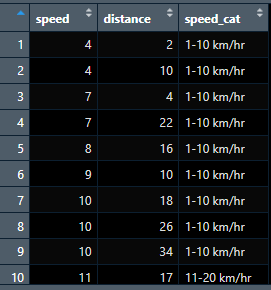 speed distance speed_cat
1 4 2 1-10 km/hr
2 4 10 1-10 km/hr
3 7 4 1-10 km/hr
4 7 22 1-10 km/hr
5 8 16 1-10 km/hr
6 9 10 1-10 km/hr
7 10 18 1-10 km/hr
8 10 26 1-10 km/hr
9 10 34 1-10 km/hr
10 11 17 11-20 km/hr